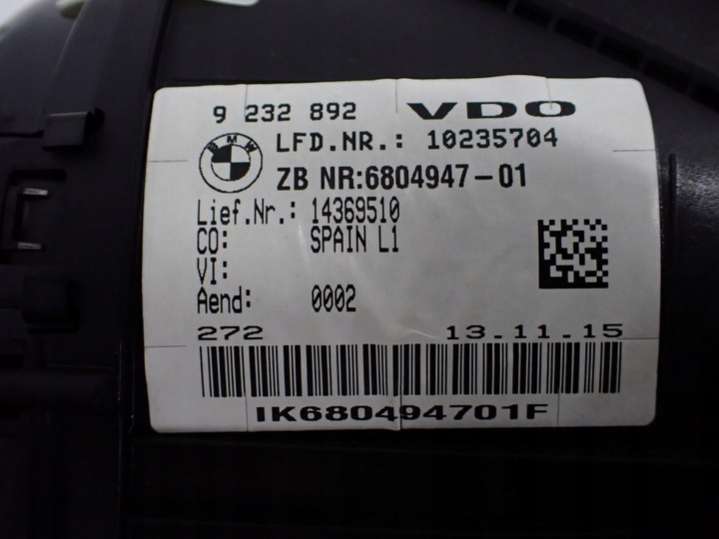 9 232 892 VDO
BMW LFD.NR.: 10235704
ZB NR:6804947-01
Lief.Nr.: 14369510
CO: SPAIN L1
VI:
Aend: 0002
272 13.11.15
IK680494701F